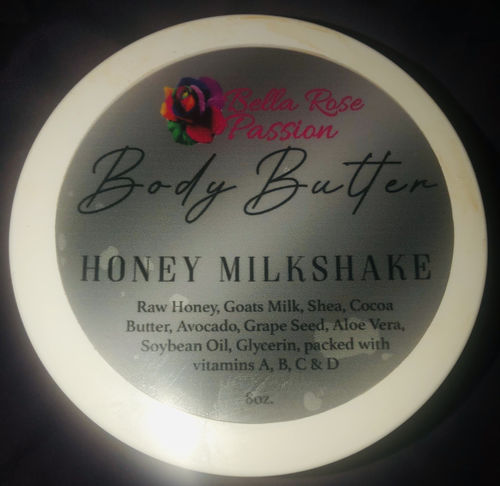 Bella Rose
Passion
Body Butter
HONEY MILKSHAKE
Raw Honey, Goats Milk, Shea, Cocoa
Butter, Avocado, Grape Seed, Aloe Vera,
Soybean Oil, Glycerin, packed with
vitamins A, B, C & D
6oz.